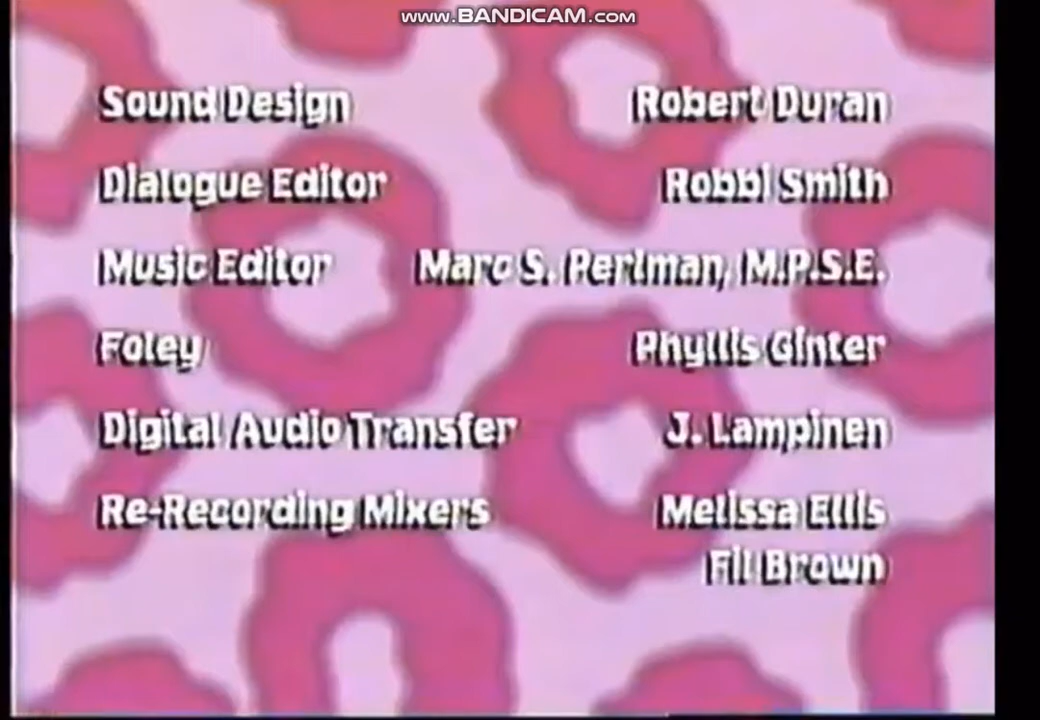 www.BANDICAM.com
Sound Design Robert Duran
Dialogue Editor Robbi Smith
Music Editor Marc S. Perlman, M.P.S.E.
Foley Phyllis Ginter
Digital Audio Transfer J. Lampinen
Re-Recording Mixers Melissa Ellis
Fil Brown